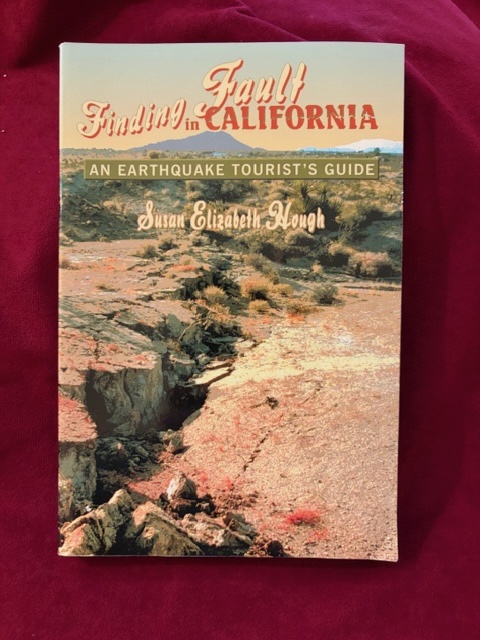 Finding Fault
in CALIFORNIA
AN EARTHQUAKE TOURIST'S GUIDE
Susan Elizabeth Hough